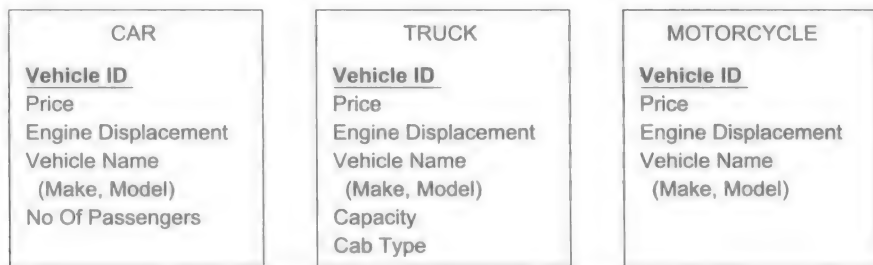 CAR
Vehicle ID
Price
Engine Displacement
Vehicle Name
(Make, Model)
No Of Passengers
TRUCK
Vehicle ID
Price
Engine Displacement
Vehicle Name
(Make, Model)
Capacity
Cab Type
MOTORCYCLE
Vehicle ID
Price
Engine Displacement
Vehicle Name
(Make, Model)